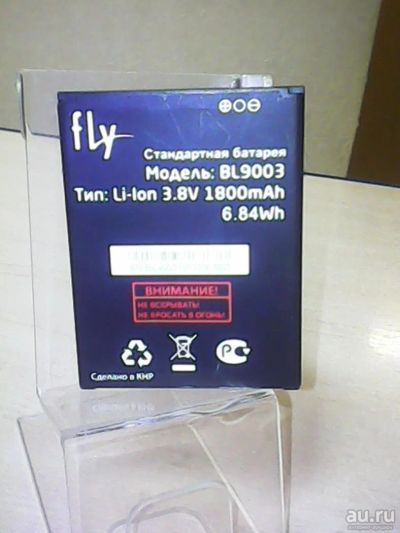 fly
Стандартная батарея
Модель: BL9003
Тип: Li-Ion 3.8V 1800mAh
6.84Wh
ВНИМАНИЕ!
НЕ ВСКРЫВАТЬ!
НЕ БРОСАТЬ В ОГОНЬ!
Сделано в КНР
au.ru